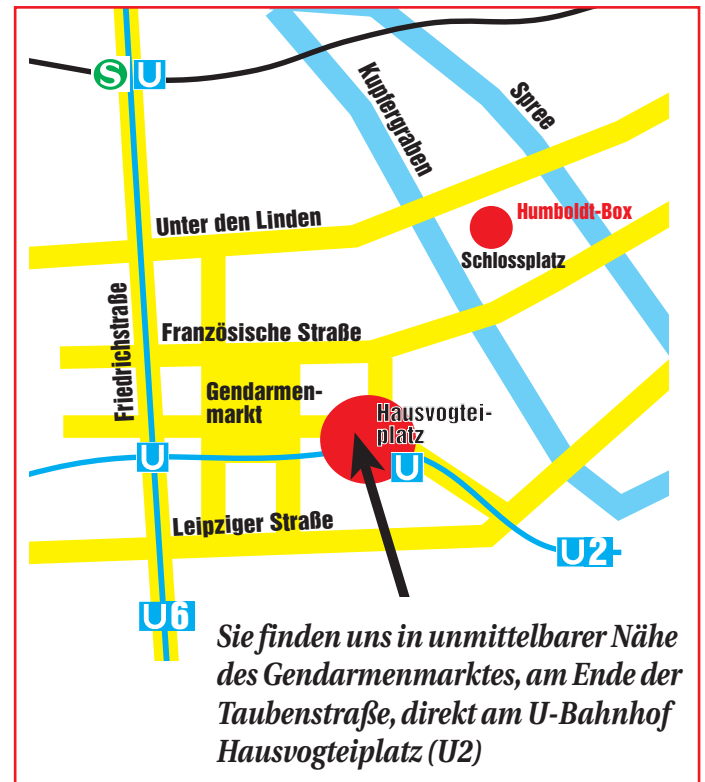 S U
Kupfergraben
Spree
Humboldt-Box
Schlossplatz
Unter den Linden
Friedrichstraße
Französische Straße
Gendarmen-
markt
Hausvogtei-
platz
U
U
Leipziger Straße
U2
U6
Sie finden uns in unmittelbarer Nähe
des Gendarmenmarktes, am Ende der
Taubenstraße, direkt am U-Bahnhof
Hausvogteiplatz (U2)